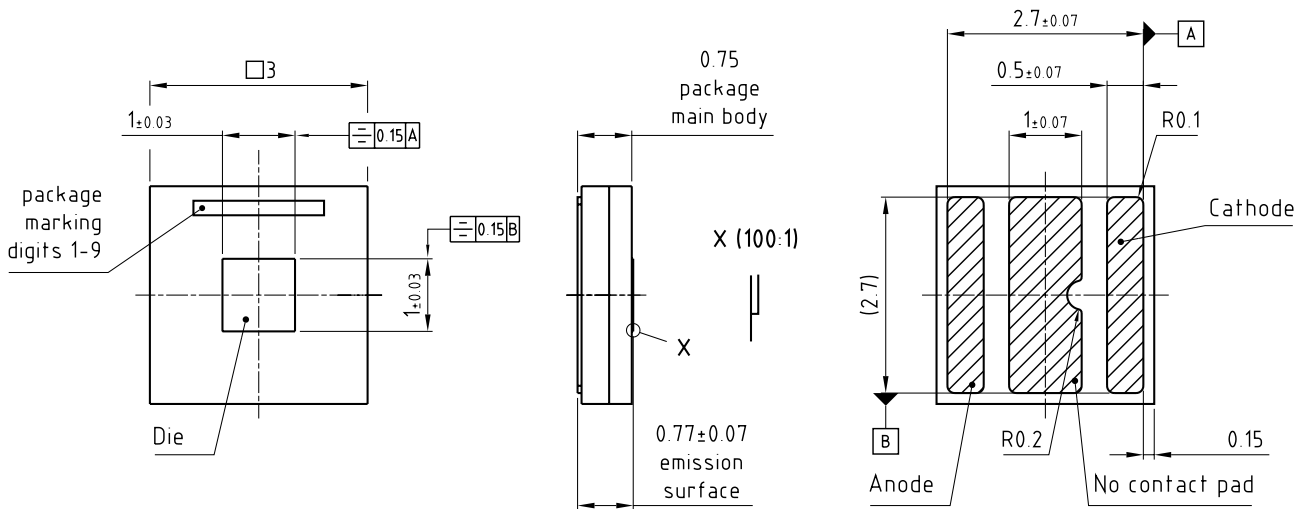 □3
1±0.03
⌯ 0.15 A
package
marking
digits 1-9
⌯ 0.15 B
1±0.03
Die
0.75
package
main body
X (100:1)
X
0.77±0.07
emission
surface
2.7±0.07
A
0.5±0.07
1±0.07
R0.1
Cathode
(2.7)
B
R0.2
0.15
Anode
No contact pad